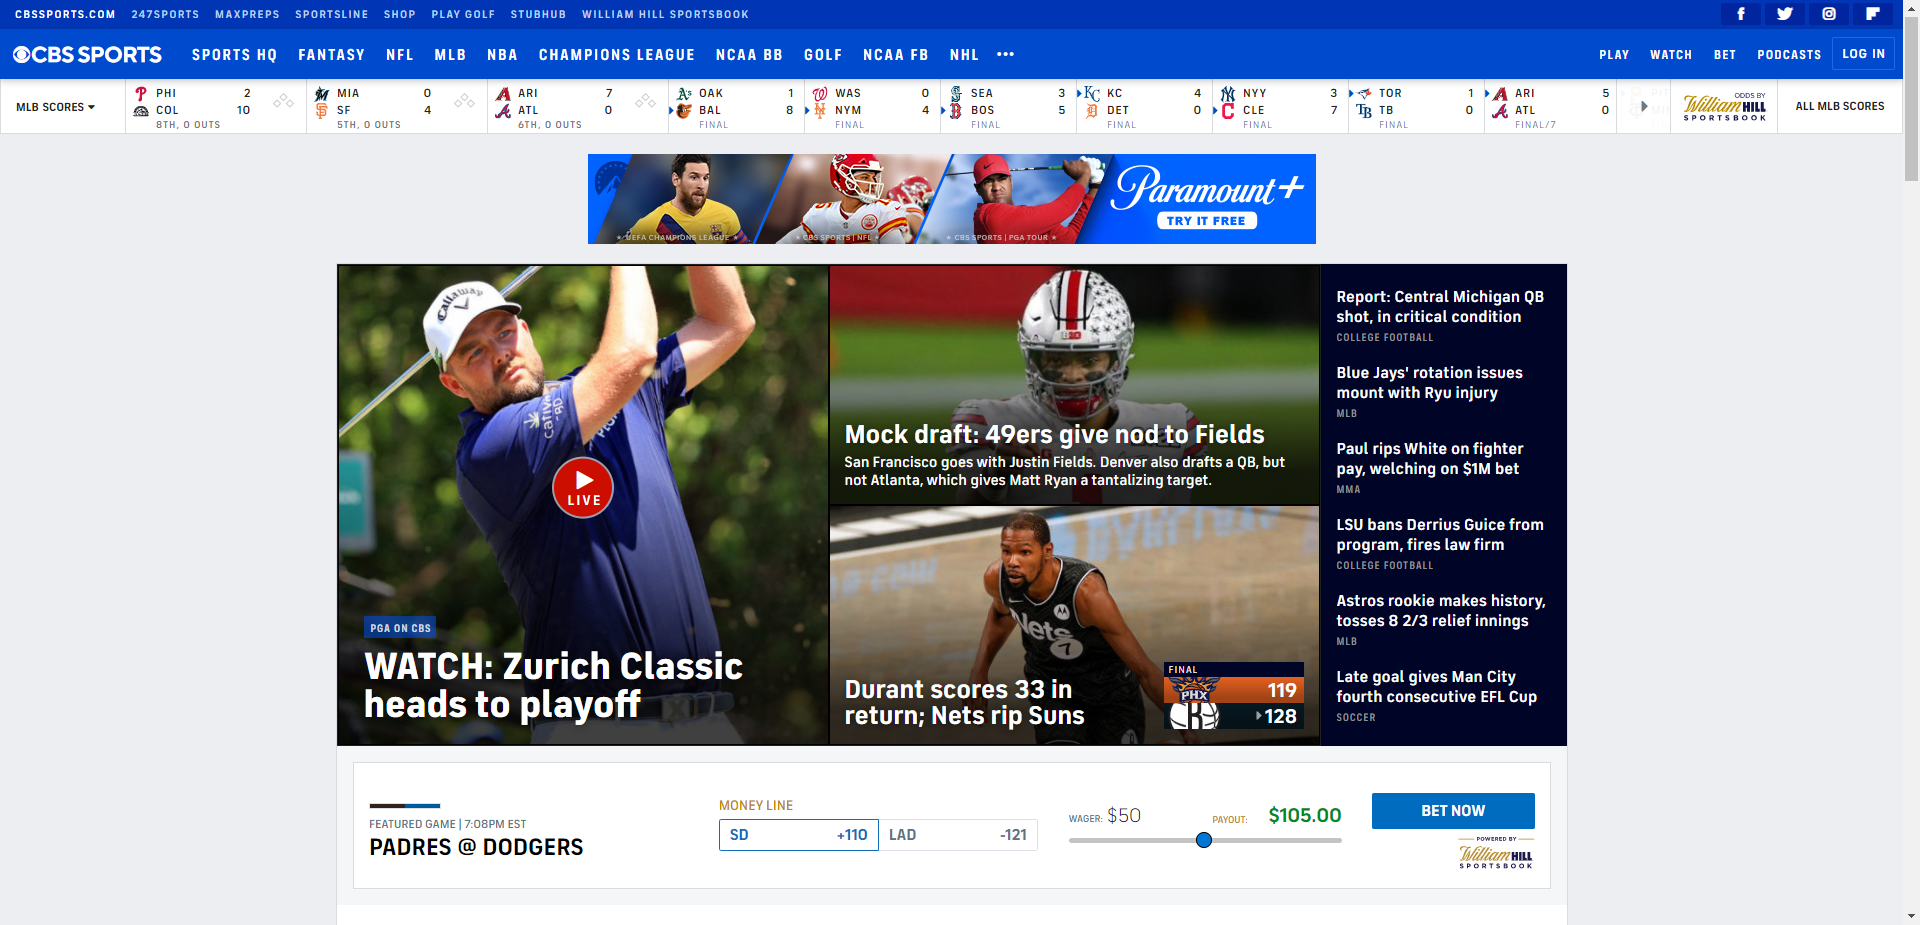 CBSSPORTS.COM 247SPORTS MAXPREPS SPORTSLINE SHOP PLAY GOLF STUBHUB WILLIAM HILL SPORTSBOOK
CBS SPORTS SPORTS HQ FANTASY NFL MLB NBA CHAMPIONS LEAGUE NCAA BB GOLF NCAA FB NHL ••• PLAY WATCH BET PODCASTS LOG IN
MLB SCORES
PHI 2
COL 10
8TH, 0 OUTS
MIA 0
SF 4
5TH, 0 OUTS
ARI 7
ATL 0
6TH, 0 OUTS
OAK 1
BAL 8
FINAL
WAS 0
NYM 4
FINAL
SEA 3
BOS 5
FINAL
KC 4
DET 0
FINAL
NYY 3
CLE 7
FINAL
TOR 1
TB 0
FINAL
ARI 5
ATL 0
FINAL/7
ODDS BY
William HILL
SPORTSBOOK
ALL MLB SCORES
Paramount+
TRY IT FREE
★ UEFA CHAMPIONS LEAGUE ★
★ CBS SPORTS | NFL ★
★ CBS SPORTS | PGA TOUR ★
Callaway
cativa
CBD
LIVE
PGA ON CBS
WATCH: Zurich Classic
heads to playoff
Mock draft: 49ers give nod to Fields
San Francisco goes with Justin Fields. Denver also drafts a QB, but
not Atlanta, which gives Matt Ryan a tantalizing target.
Nets
7
Durant scores 33 in
return; Nets rip Suns
FINAL
PHX 119
B 128
Report: Central Michigan QB
shot, in critical condition
COLLEGE FOOTBALL
Blue Jays' rotation issues
mount with Ryu injury
MLB
Paul rips White on fighter
pay, welching on $1M bet
MMA
LSU bans Derrius Guice from
program, fires law firm
COLLEGE FOOTBALL
Astros rookie makes history,
tosses 8 2/3 relief innings
MLB
Late goal gives Man City
fourth consecutive EFL Cup
SOCCER
FEATURED GAME | 7:08PM EST
PADRES @ DODGERS
MONEY LINE
SD +110 LAD -121
WAGER: $50 PAYOUT: $105.00
BET NOW
POWERED BY
William HILL
SPORTSBOOK